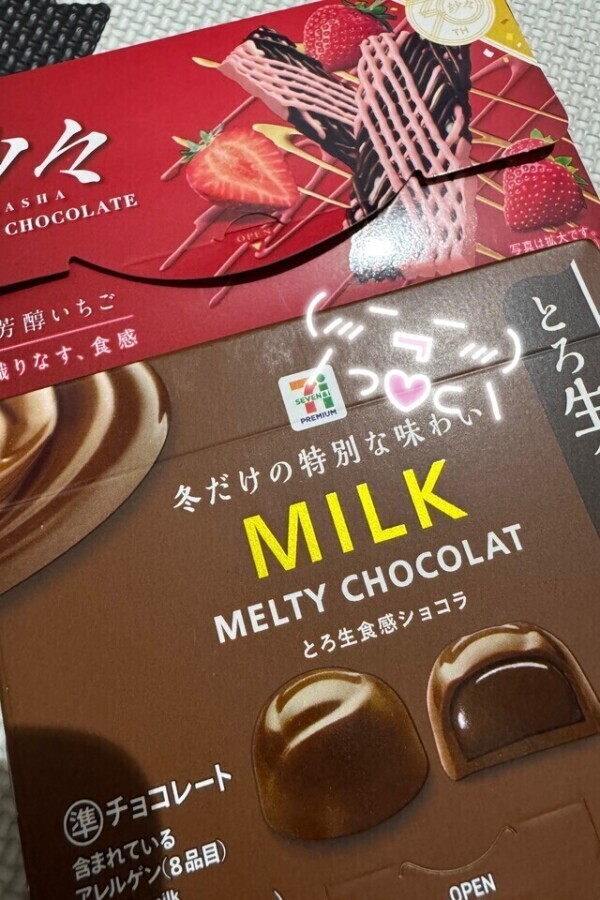 TH
々
ASHA
CHOCOLATE
OPEN
写真は拡大です。
芳醇いちご
織りなす、食感
とろ生
SEVEN&i
PREMIUM
冬だけの特別な味わい
MILK
MELTY CHOCOLAT
とろ生食感ショコラ
準チョコレート
含まれている
アレルゲン(8品目)
milk
OPEN